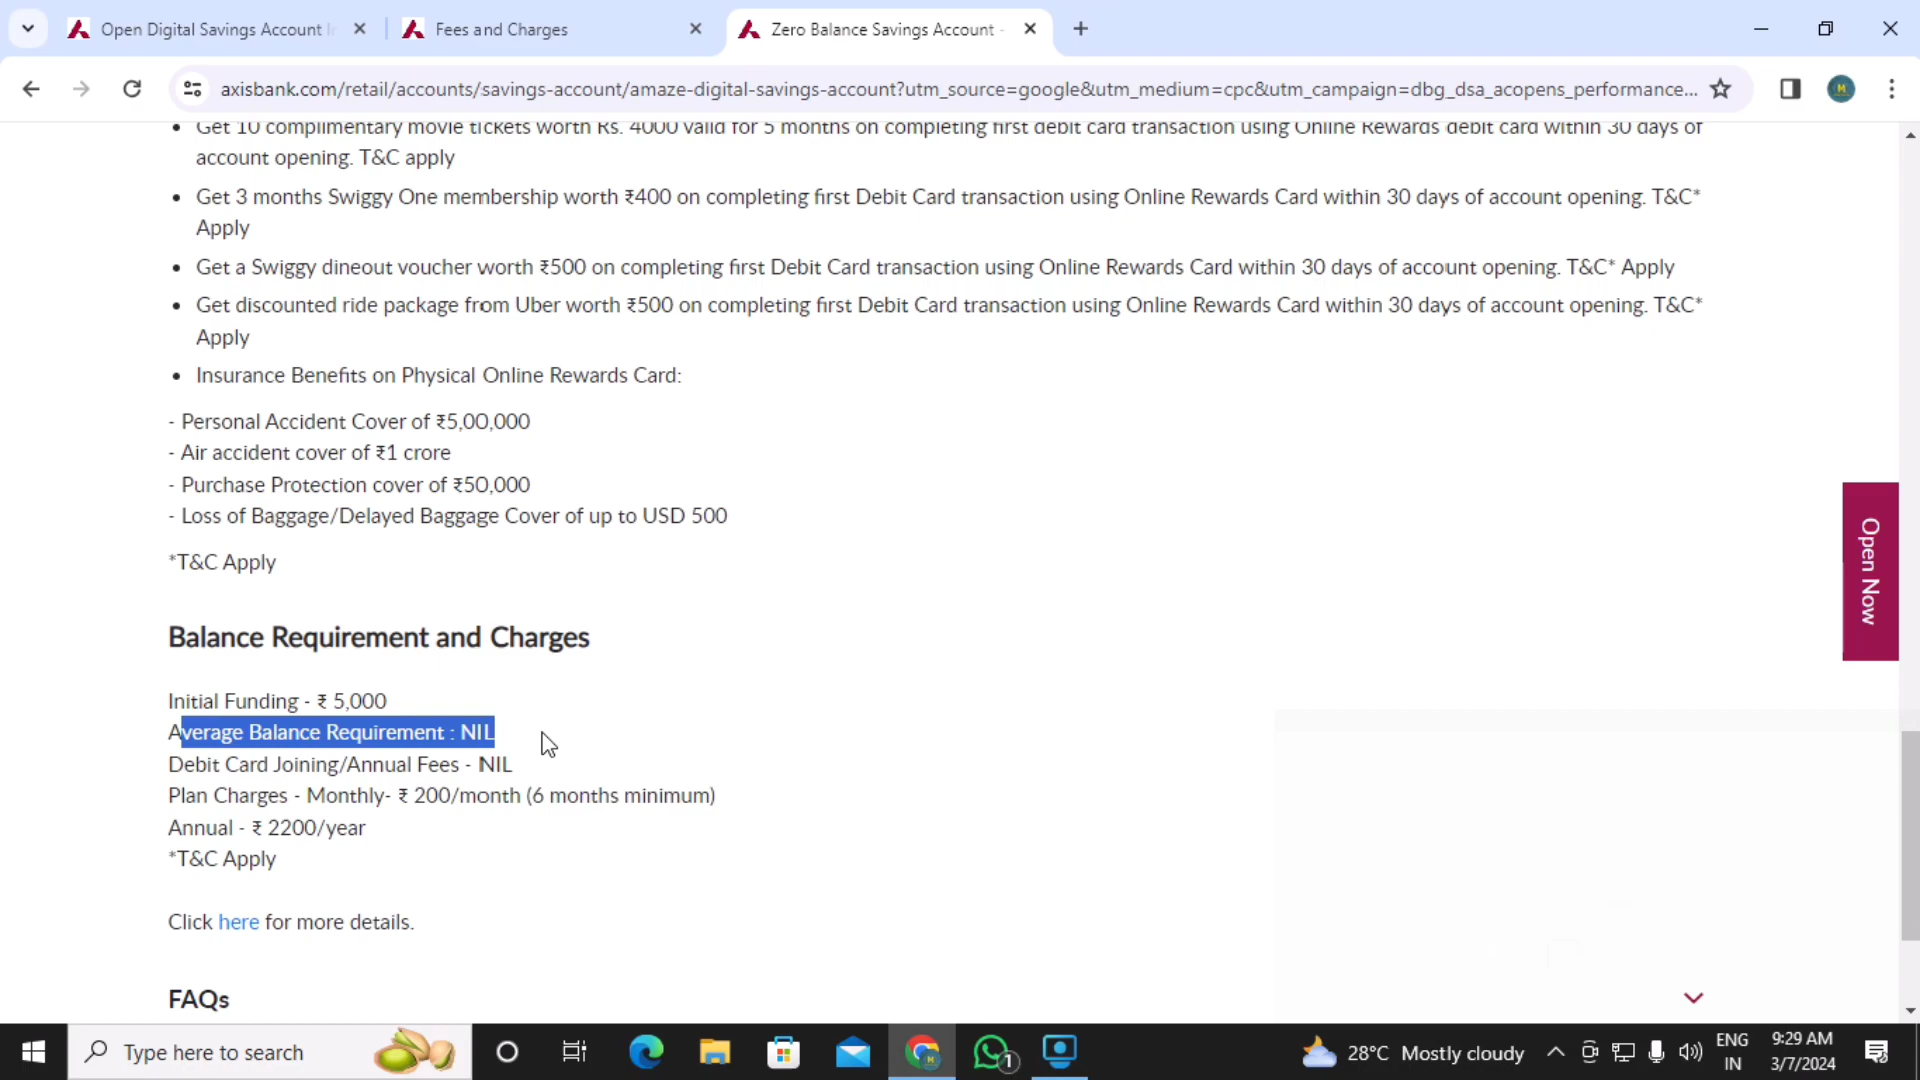 Open Digital Savings Account
Fees and Charges
Zero Balance Savings Account -
axisbank.com/retail/accounts/savings-account/amaze-digital-savings-account?utm_source=google&utm_medium=cpc&utm_campaign=dbg_dsa_acopens_performance...
M
• Get 10 complimentary movie tickets worth Rs. 4000 valid for 5 months on completing first debit card transaction using Online Rewards debit card within 30 days of
account opening. T&C apply
• Get 3 months Swiggy One membership worth ₹400 on completing first Debit Card transaction using Online Rewards Card within 30 days of account opening. T&C*
Apply
• Get a Swiggy dineout voucher worth ₹500 on completing first Debit Card transaction using Online Rewards Card within 30 days of account opening. T&C* Apply
• Get discounted ride package from Uber worth ₹500 on completing first Debit Card transaction using Online Rewards Card within 30 days of account opening. T&C*
Apply
• Insurance Benefits on Physical Online Rewards Card:
- Personal Accident Cover of ₹5,00,000
- Air accident cover of ₹1 crore
- Purchase Protection cover of ₹50,000
- Loss of Baggage/Delayed Baggage Cover of up to USD 500
*T&C Apply
Open Now
Balance Requirement and Charges
Initial Funding - ₹ 5,000
Average Balance Requirement : NIL
Debit Card Joining/Annual Fees - NIL
Plan Charges - Monthly- ₹ 200/month (6 months minimum)
Annual - ₹ 2200/year
*T&C Apply
Click here for more details.
FAQs
Type here to search
M
1
28°C Mostly cloudy
ENG
IN
9:29 AM
3/7/2024